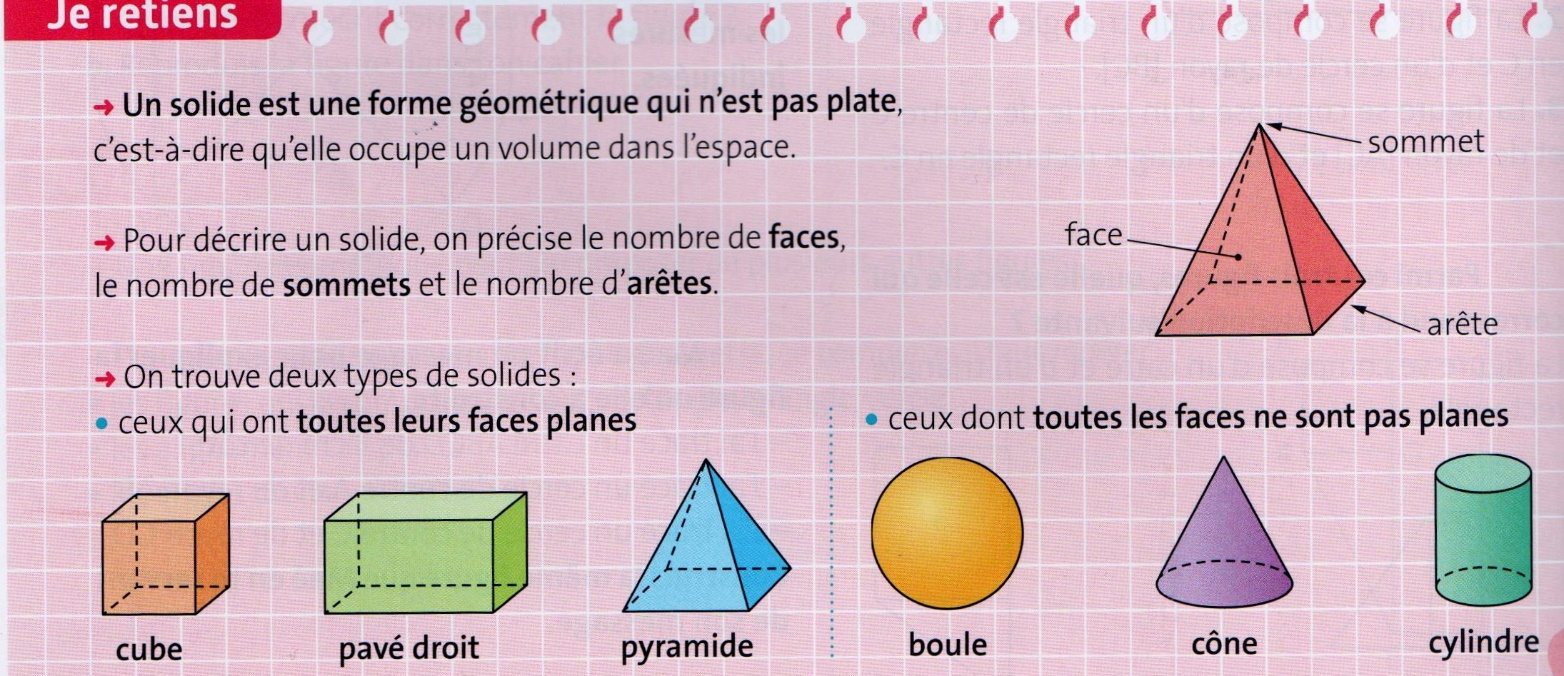 Je retiens
➜ Un solide est une forme géométrique qui n'est pas plate,
c'est-à-dire qu'elle occupe un volume dans l'espace.
sommet
face
➜ Pour décrire un solide, on précise le nombre de faces,
le nombre de sommets et le nombre d'arêtes.
arête
➜ On trouve deux types de solides :
• ceux qui ont toutes leurs faces planes
• ceux dont toutes les faces ne sont pas planes
cube
pavé droit
pyramide
boule
cône
cylindre